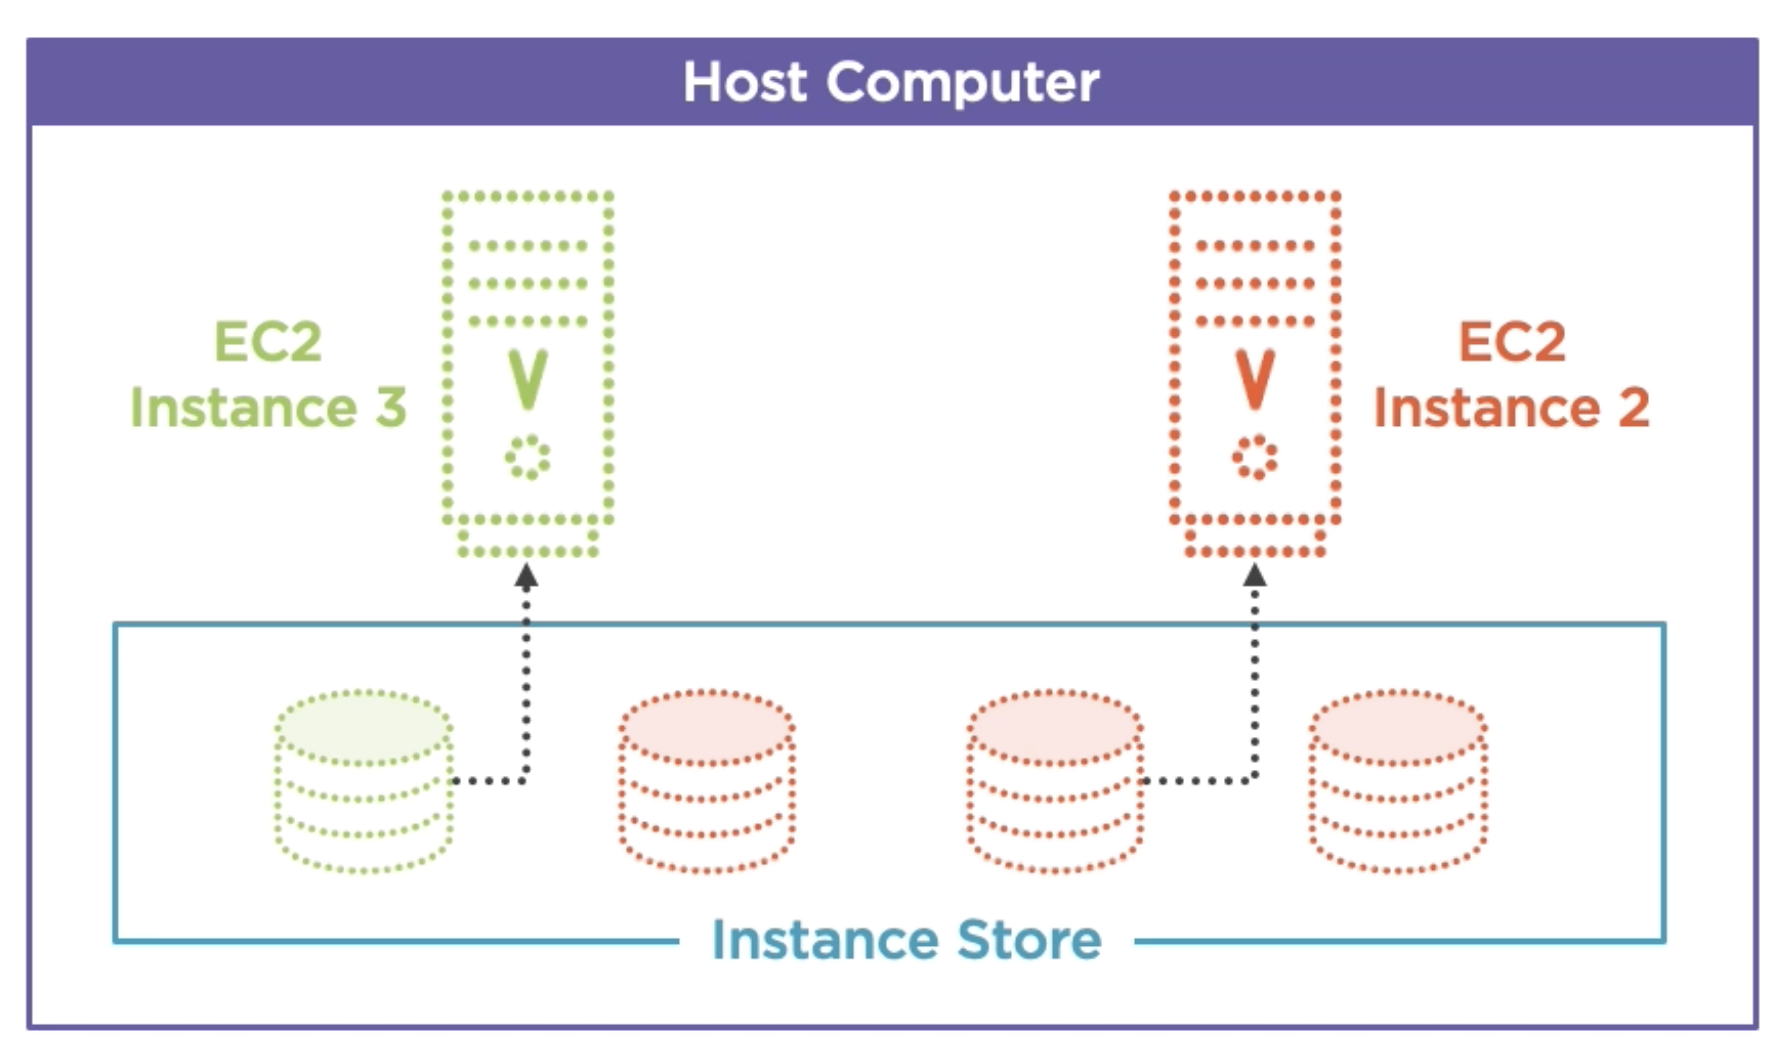 Host Computer
EC2
Instance 3
EC2
Instance 2
Instance Store